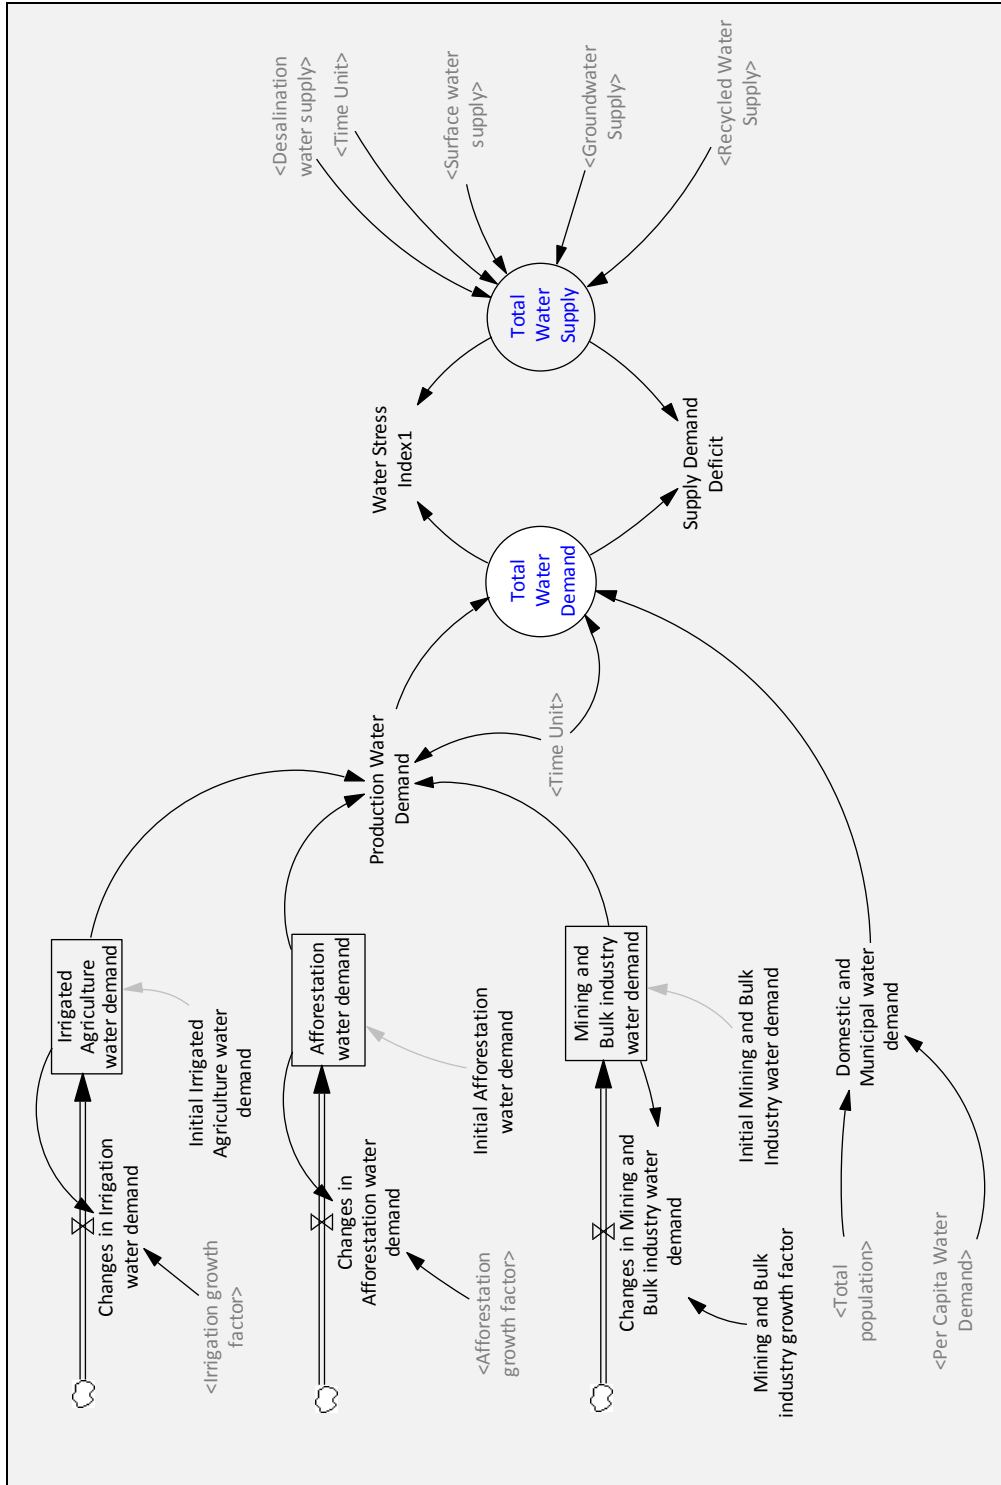 Irrigated
Agriculture
water demand
Changes in Irrigation
water demand
<Irrigation growth
factor>
Initial Irrigated
Agriculture water
demand
Afforestation
water demand
Changes in
Afforestation water
demand
<Afforestation
growth factor>
Initial Afforestation
water demand
Mining and
Bulk industry
water demand
Changes in Mining and
Bulk industry water
demand
Mining and Bulk
industry growth factor
Initial Mining and Bulk
Industry water demand
<Total
population>
<Per Capita Water
Demand>
Domestic and
Municipal water
demand
Production Water
Demand
<Time Unit>
Total
Water
Demand
Water Stress
Index1
Supply Demand
Deficit
Total
Water
Supply
<Desalination
water supply>
<Time Unit>
<Surface water
supply>
<Groundwater
Supply>
<Recycled Water
Supply>